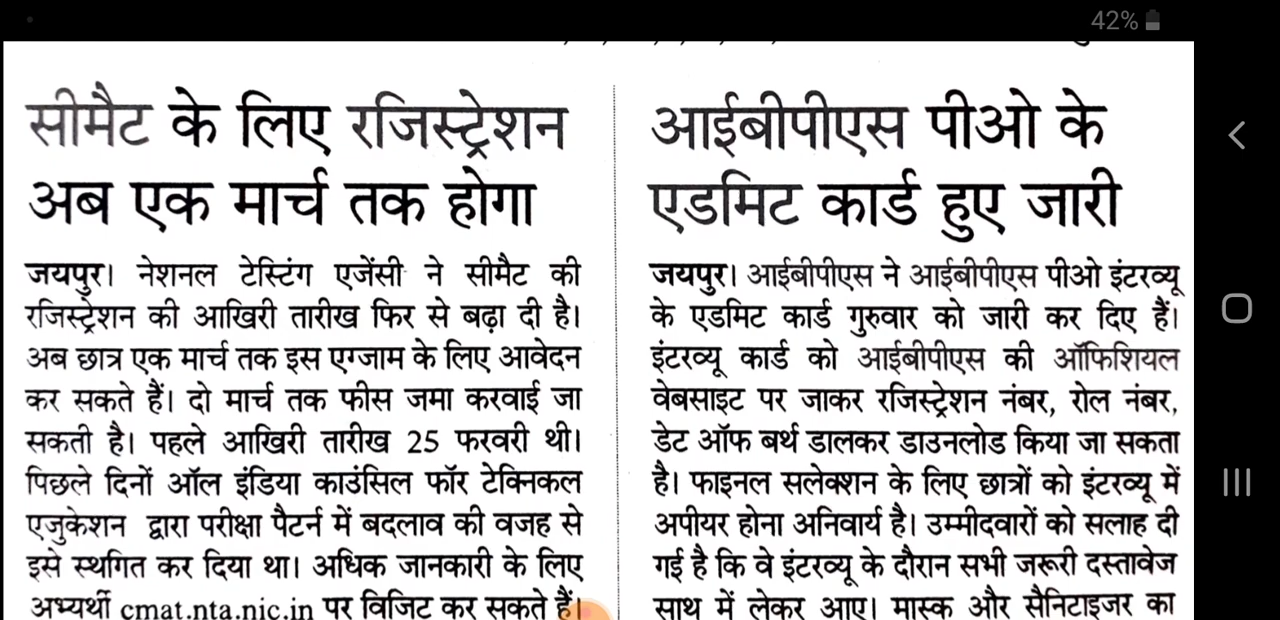 42%
सीमैट के लिए रजिस्ट्रेशन
अब एक मार्च तक होगा
जयपुर। नेशनल टेस्टिंग एजेंसी ने सीमैट की
रजिस्ट्रेशन की आखिरी तारीख फिर से बढ़ा दी है।
अब छात्र एक मार्च तक इस एग्जाम के लिए आवेदन
कर सकते हैं। दो मार्च तक फीस जमा करवाई जा
सकती है। पहले आखिरी तारीख 25 फरवरी थी।
पिछले दिनों ऑल इंडिया काउंसिल फॉर टेक्निकल
एजुकेशन द्वारा परीक्षा पैटर्न में बदलाव की वजह से
इसे स्थगित कर दिया था। अधिक जानकारी के लिए
अभ्यर्थी cmat.nta.nic.in पर विजिट कर सकते हैं।
आईबीपीएस पीओ के
एडमिट कार्ड हुए जारी
जयपुर। आईबीपीएस ने आईबीपीएस पीओ इंटरव्यू
के एडमिट कार्ड गुरुवार को जारी कर दिए हैं।
इंटरव्यू कार्ड को आईबीपीएस की ऑफिशियल
वेबसाइट पर जाकर रजिस्ट्रेशन नंबर, रोल नंबर,
डेट ऑफ बर्थ डालकर डाउनलोड किया जा सकता
है। फाइनल सलेक्शन के लिए छात्रों को इंटरव्यू में
अपीयर होना अनिवार्य है। उम्मीदवारों को सलाह दी
गई है कि वे इंटरव्यू के दौरान सभी जरूरी दस्तावेज
साथ में लेकर आए। मास्क और सैनिटाइजर का